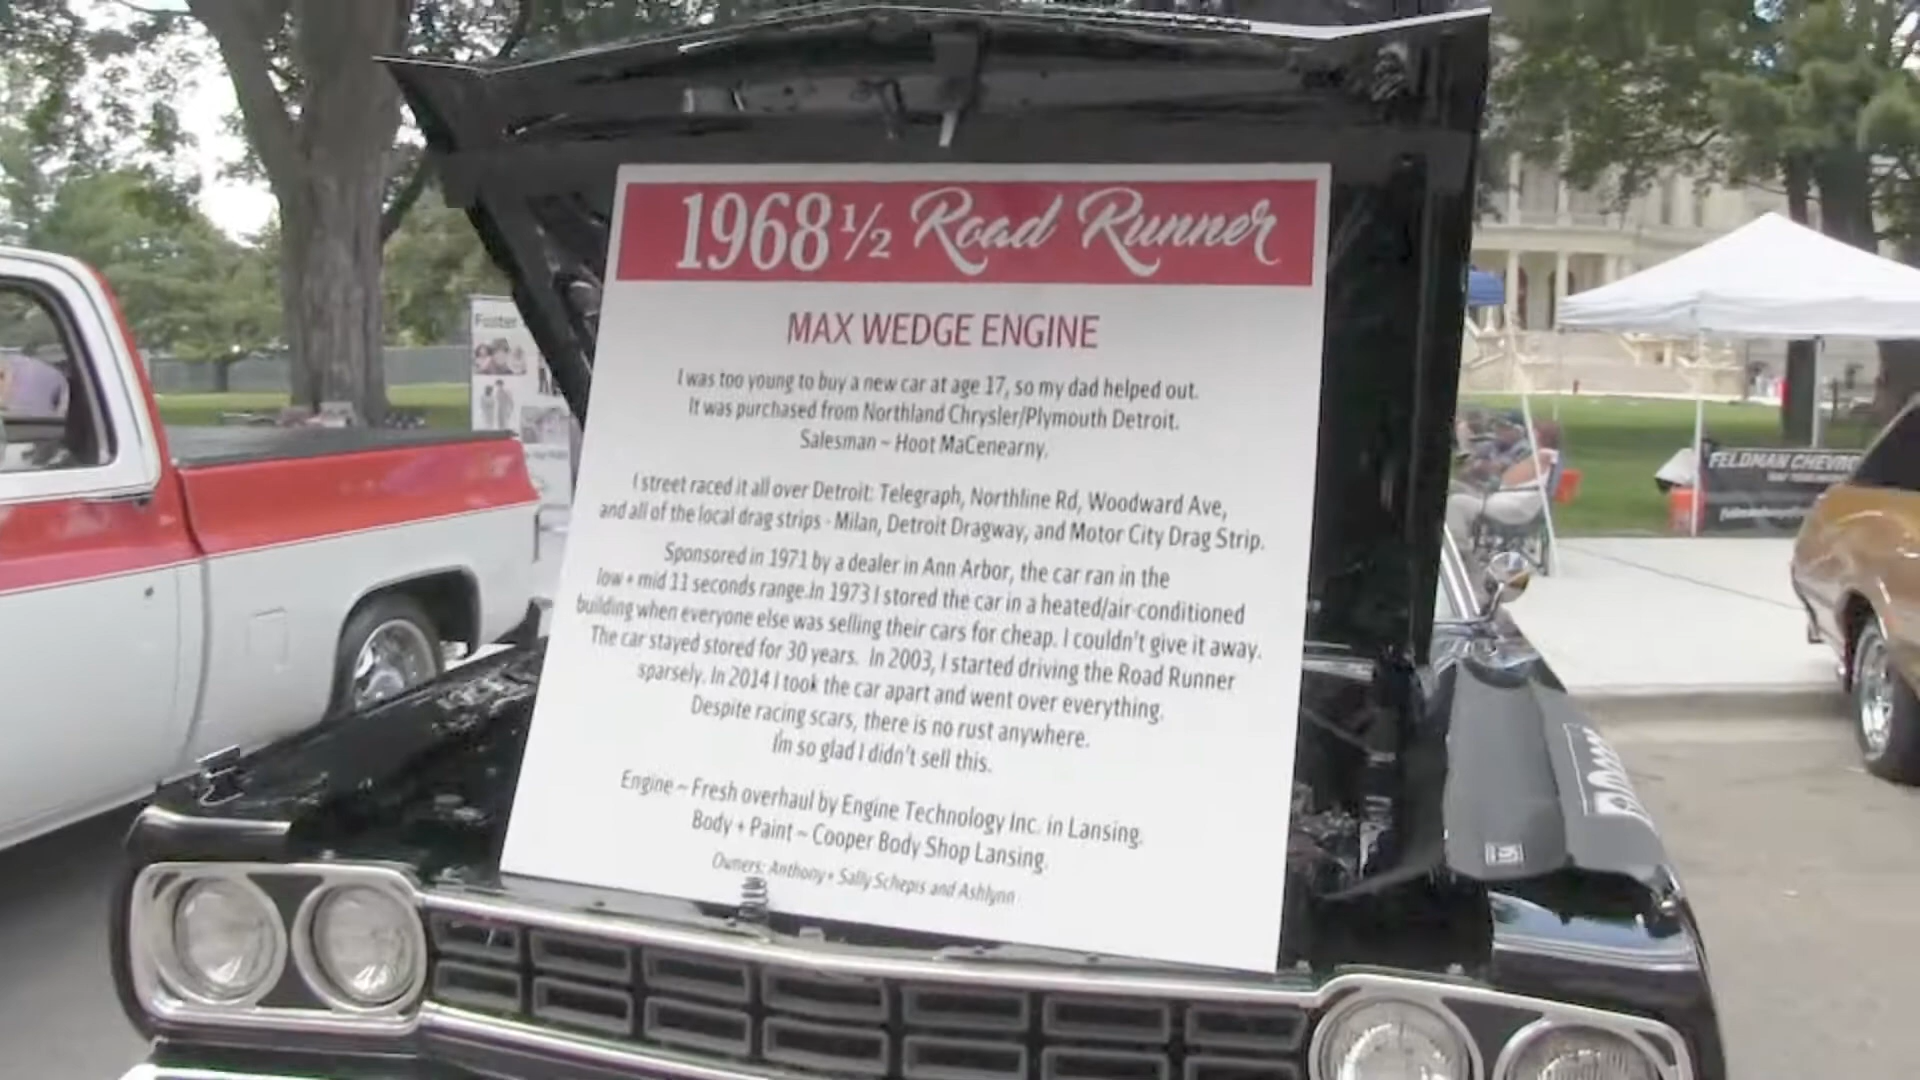 1968 ½ Road Runner
MAX WEDGE ENGINE
I was too young to buy a new car at age 17, so my dad helped out.
It was purchased from Northland Chrysler/Plymouth Detroit.
Salesman ~ Hoot MaCenearny.
I street raced it all over Detroit: Telegraph, Northline Rd, Woodward Ave,
and all of the local drag strips - Milan, Detroit Dragway, and Motor City Drag Strip.
Sponsored in 1971 by a dealer in Ann Arbor, the car ran in the
low + mid 11 seconds range.In 1973 I stored the car in a heated/air-conditioned
building when everyone else was selling their cars for cheap. I couldn't give it away.
The car stayed stored for 30 years. In 2003, I started driving the Road Runner
sparsely. In 2014 I took the car apart and went over everything.
Despite racing scars, there is no rust anywhere.
I'm so glad I didn't sell this.
Engine ~ Fresh overhaul by Engine Technology Inc. in Lansing.
Body + Paint ~ Cooper Body Shop Lansing.
Owners: Anthony + Sally Schepis and Ashlynn
Foster
FELDMAN CHEVRO